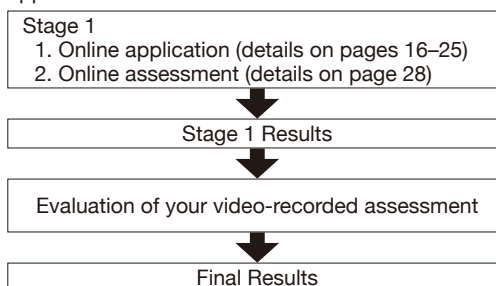 Stage 1
1. Online application (details on pages 16–25)
2. Online assessment (details on page 28)
Stage 1 Results
Evaluation of your video-recorded assessment
Final Results